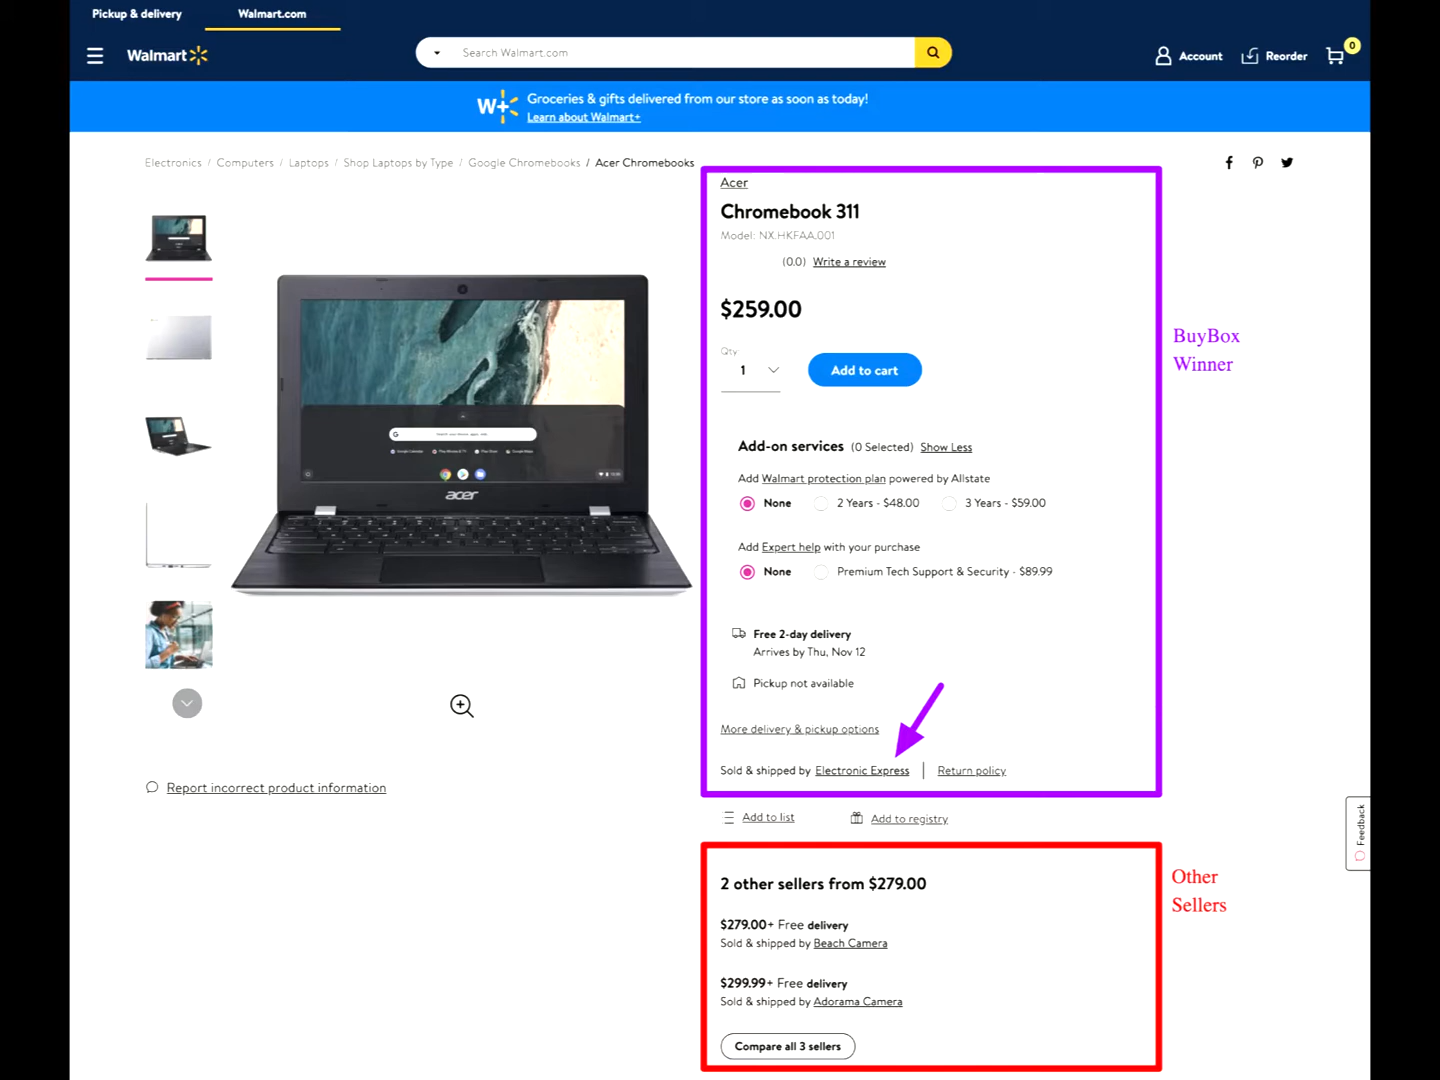 Pickup & delivery
Walmart.com
Walmart
Search Walmart.com
Account
Reorder
0
W+
Groceries & gifts delivered from our store as soon as today!
Learn about Walmart+
Electronics / Computers / Laptops / Shop Laptops by Type / Google Chromebooks / Acer Chromebooks
Acer
Chromebook 311
Model: NX.HKFAA.001
(0.0) Write a review
$259.00
Qty
1
Add to cart
BuyBox
Winner
acer
Add-on services (0 Selected) Show Less
Add Walmart protection plan powered by Allstate
None 2 Years - $48.00 3 Years - $59.00
Add Expert help with your purchase
None Premium Tech Support & Security - $89.99
Free 2-day delivery
Arrives by Thu, Nov 12
Pickup not available
More delivery & pickup options
Sold & shipped by Electronic Express | Return policy
Report incorrect product information
Add to list
Add to registry
Feedback
2 other sellers from $279.00
Other
Sellers
$279.00+ Free delivery
Sold & shipped by Beach Camera
$299.99+ Free delivery
Sold & shipped by Adorama Camera
Compare all 3 sellers